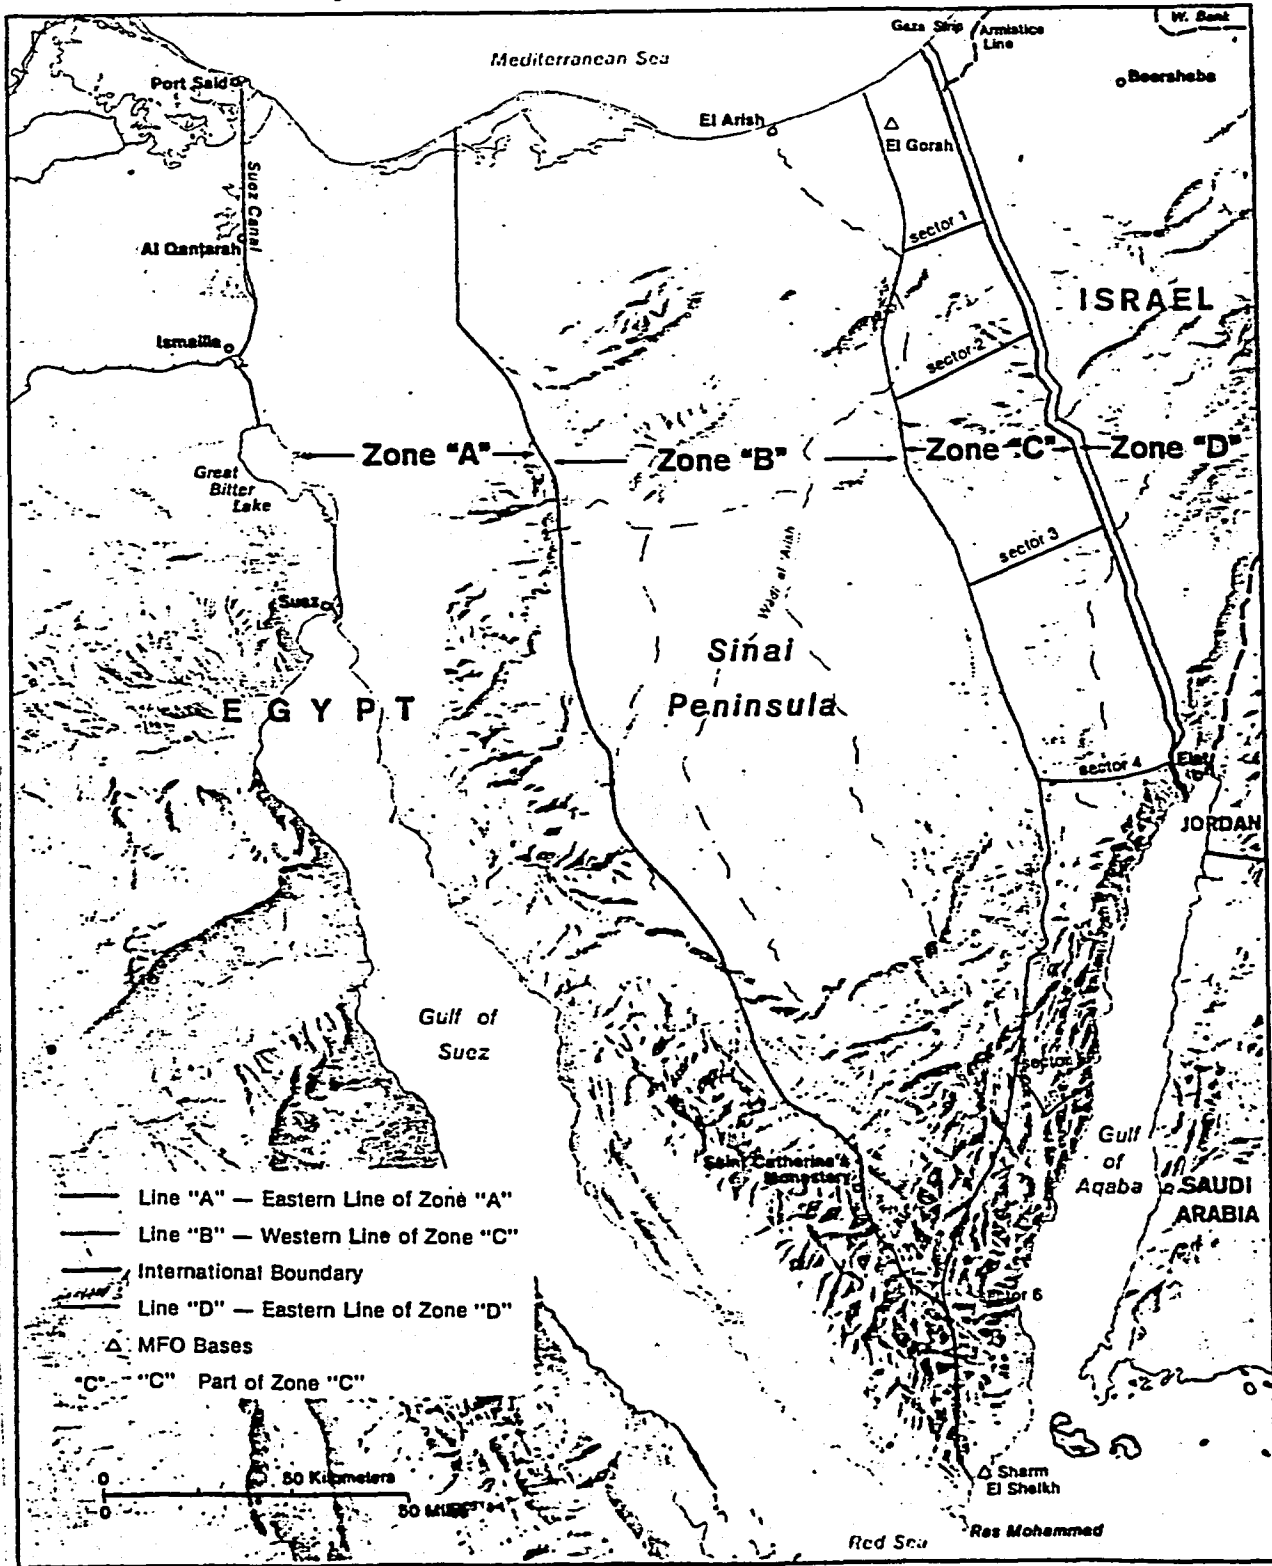 W. Bank
Gaza Strip
Armistice
Line
Mediterranean Sea
Port Said
Beersheba
El Arish
El Gorah
Suez Canal
sector 1
Al Qantarah
ISRAEL
Ismailia
sector 2
Zone "A"
Zone "B"
Zone "C"
Zone "D"
Great
Bitter
Lake
Wadi el 'Arish
sector 3
Suez
Sinai
Peninsula
EGYPT
sector 4
Elat
JORDAN
Gulf of
Suez
sector
Gulf
of
Aqaba
Saint Catherine's
Monastery
SAUDI
ARABIA
Line "A" — Eastern Line of Zone "A"
Line "B" — Western Line of Zone "C"
International Boundary
Line "D" — Eastern Line of Zone "D"
MFO Bases
"C" - "C" Part of Zone "C"
6
0 50 Kilometers
0 50 Miles
Sharm
El Sheikh
Ras Mohammed
Red Sea